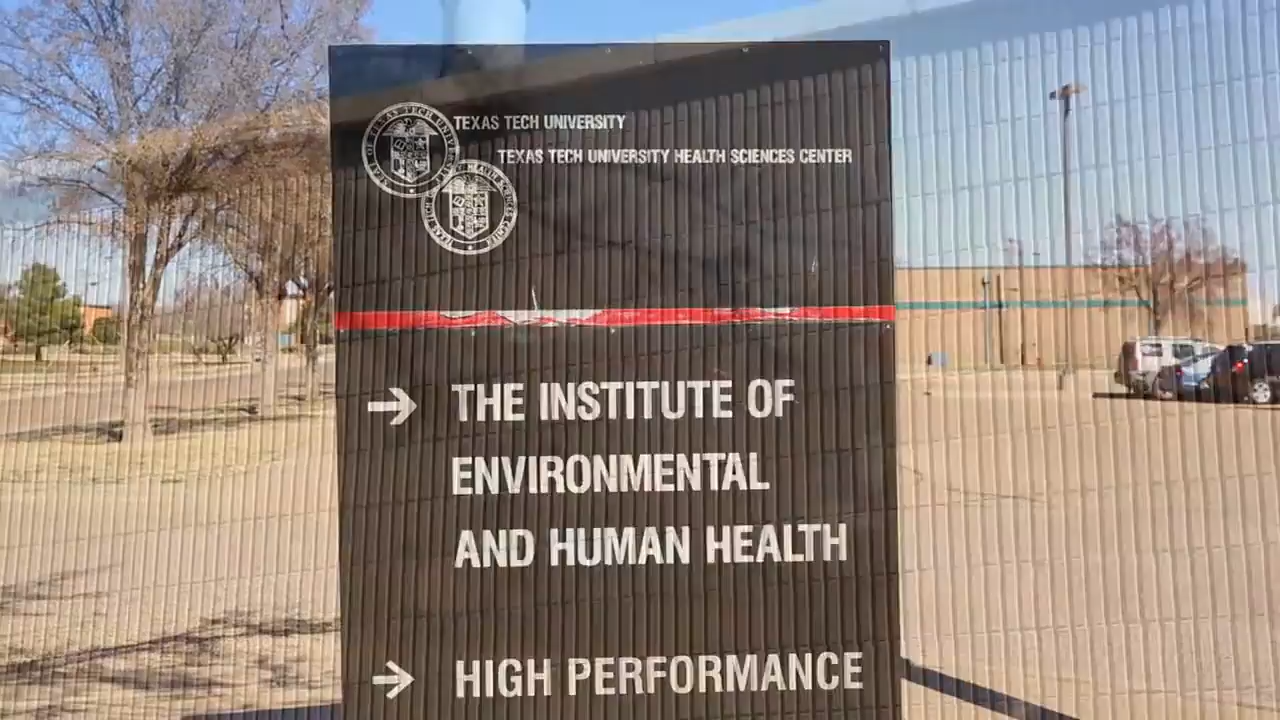 TEXAS TECH UNIVERSITY
TEXAS TECH UNIVERSITY HEALTH SCIENCES CENTER
THE INSTITUTE OF
ENVIRONMENTAL
AND HUMAN HEALTH
HIGH PERFORMANCE